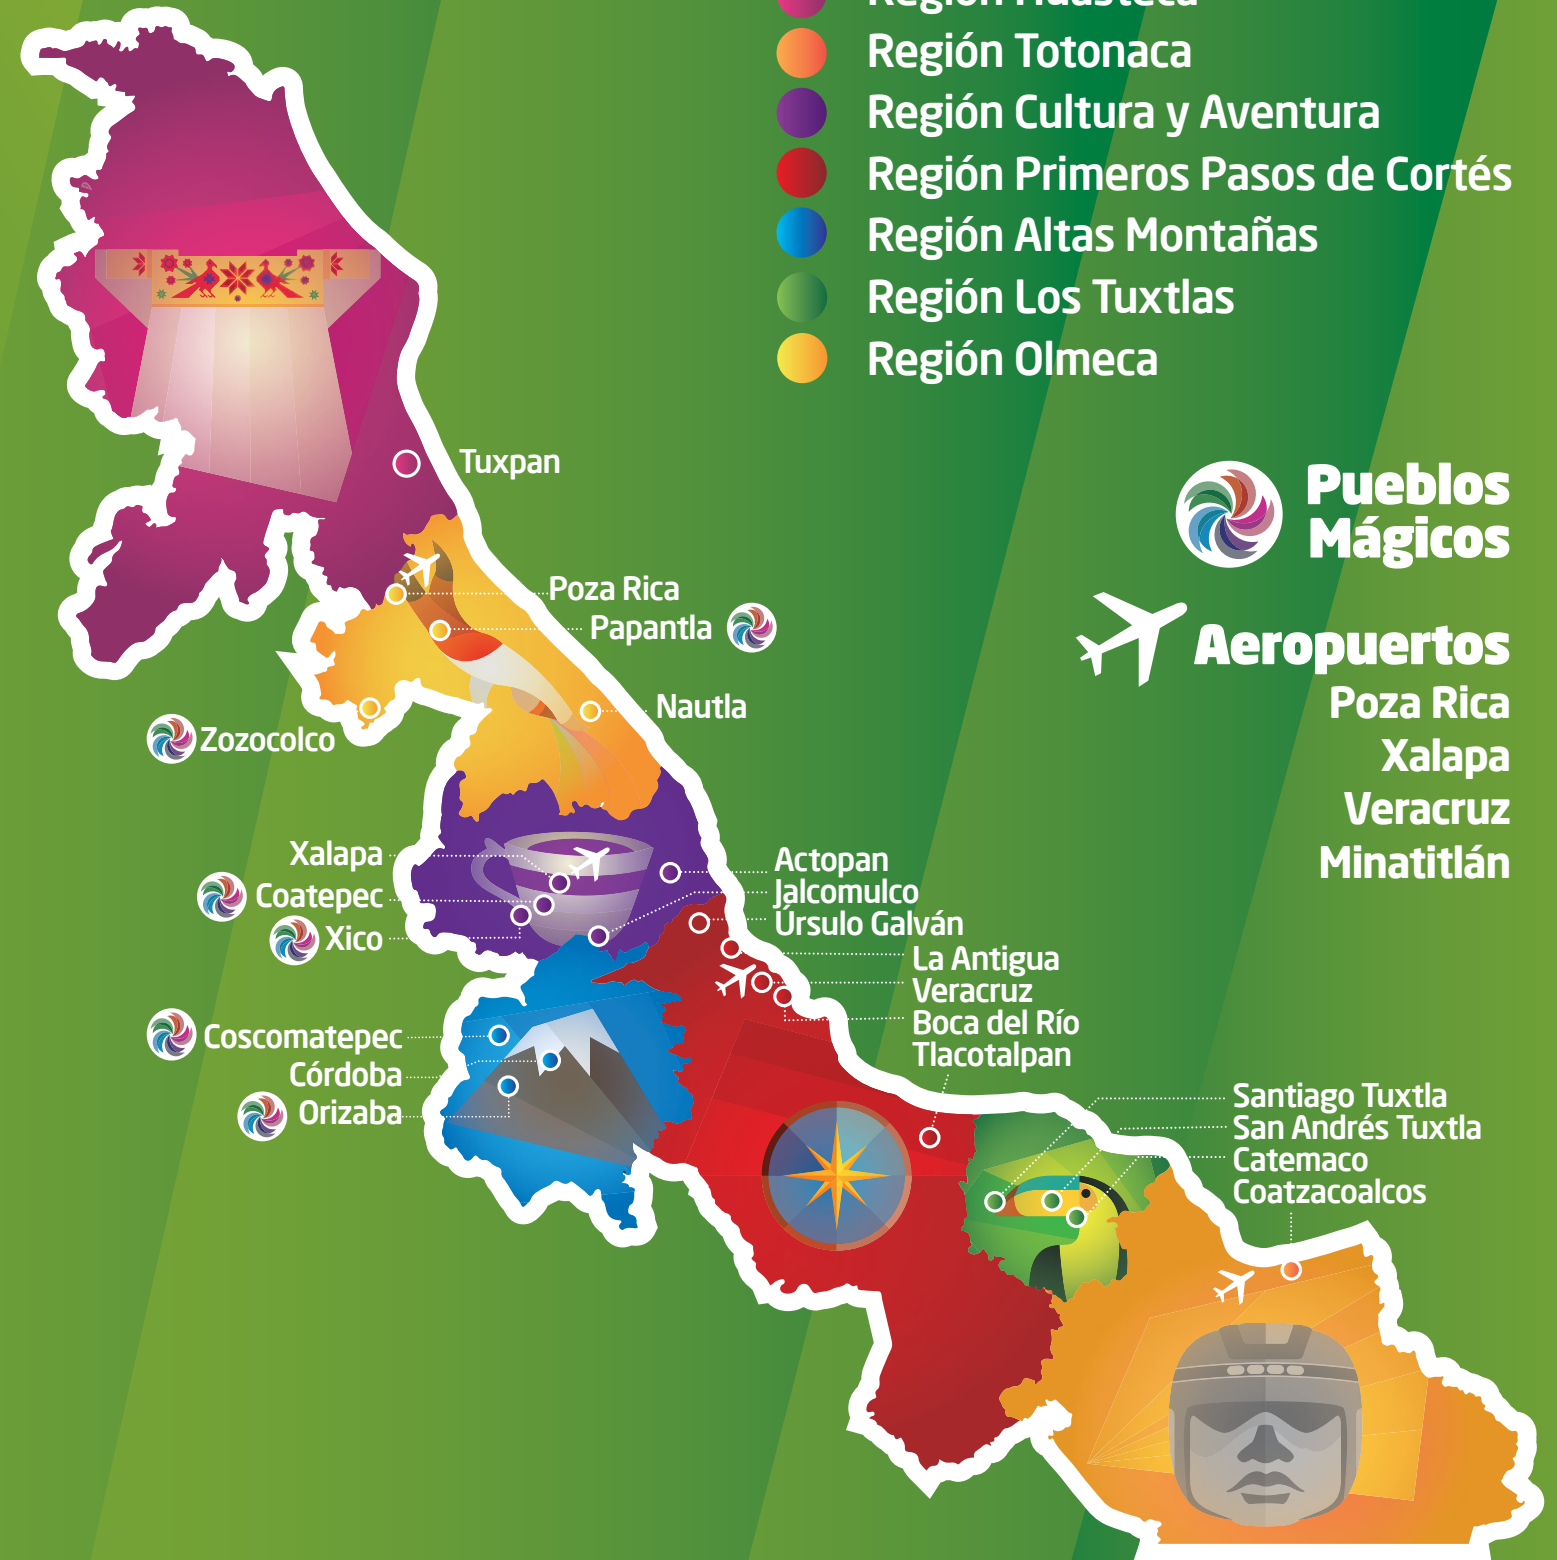 Región Huasteca
Región Totonaca
Región Cultura y Aventura
Región Primeros Pasos de Cortés
Región Altas Montañas
Región Los Tuxtlas
Región Olmeca
Tuxpan
Pueblos
Mágicos
Poza Rica
Papantla
Aeropuertos
Poza Rica
Xalapa
Veracruz
Minatitlán
Nautla
Zozocolco
Xalapa
Coatepec
Xico
Actopan
Jalcomulco
Úrsulo Galván
La Antigua
Veracruz
Boca del Río
Tlacotalpan
Coscomatepec
Córdoba
Orizaba
Santiago Tuxtla
San Andrés Tuxtla
Catemaco
Coatzacoalcos